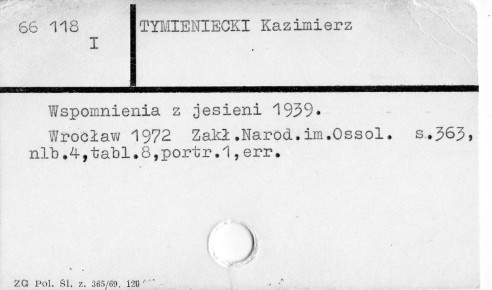 66 118 TYMIENIECKI Kazimierz
I
Wspomnienia z jesieni 1939.
Wrocław 1972 Zakł.Narod.im.Ossol. s.363,
nlb.4,tabl.8,portr.1,err.
ZG Pol. Śl. z. 365/69, 120